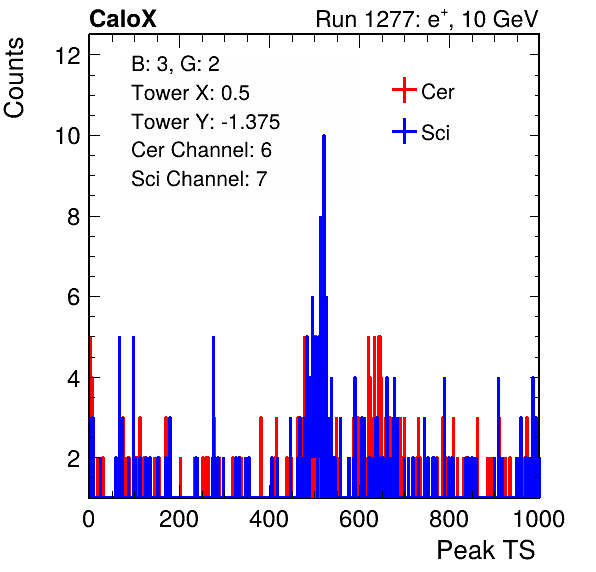 CaloX
Run 1277: e+, 10 GeV
Counts
12
10
8
6
4
2
B: 3, G: 2
Tower X: 0.5
Tower Y: -1.375
Cer Channel: 6
Sci Channel: 7
Cer
Sci
0 200 400 600 800 1000
Peak TS